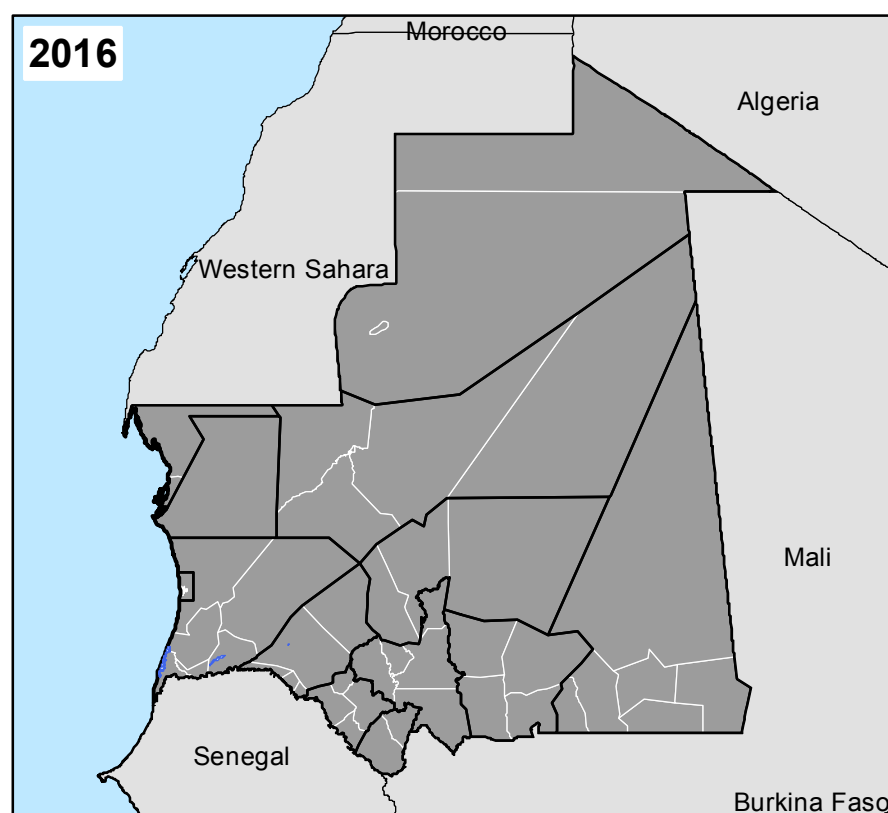 2016
Morocco
Algeria
Western Sahara
Mali
Senegal
Burkina Faso